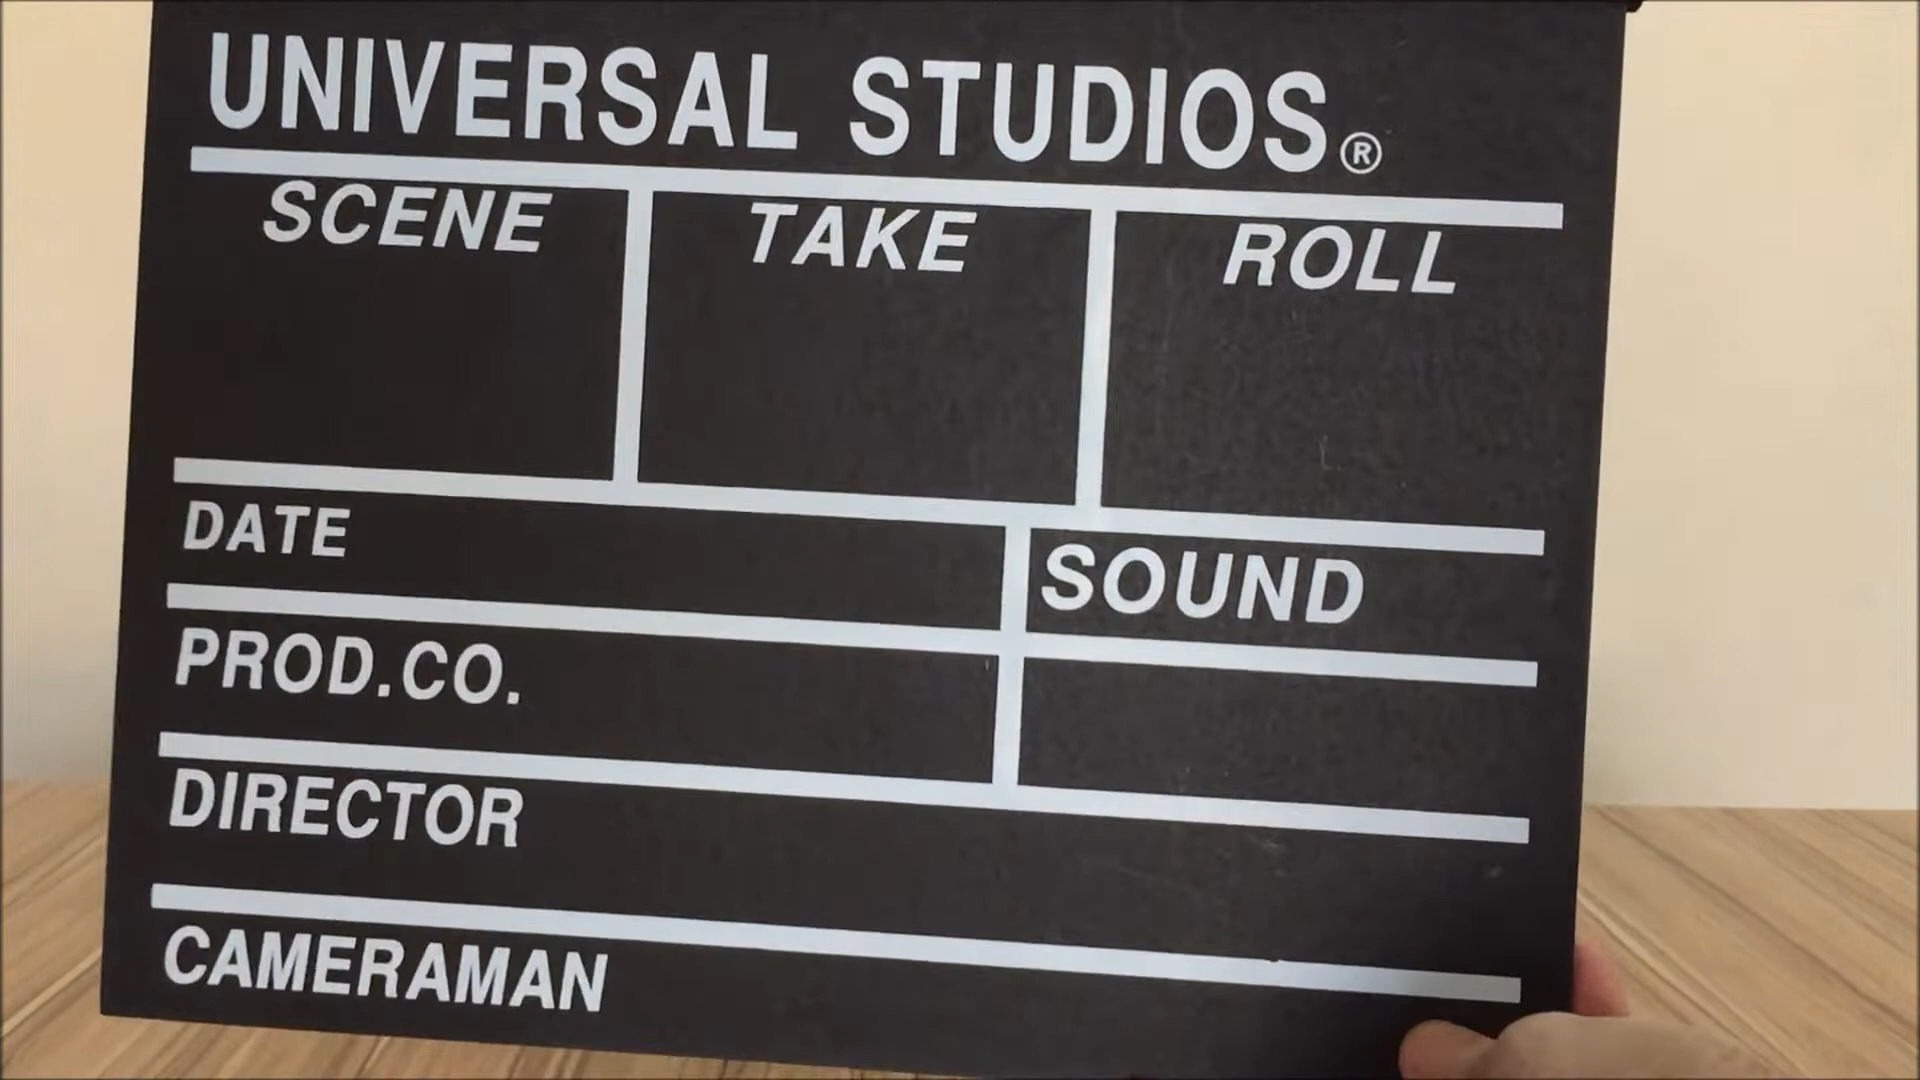 UNIVERSAL STUDIOS®
SCENE TAKE ROLL
DATE SOUND
PROD.CO.
DIRECTOR
CAMERAMAN